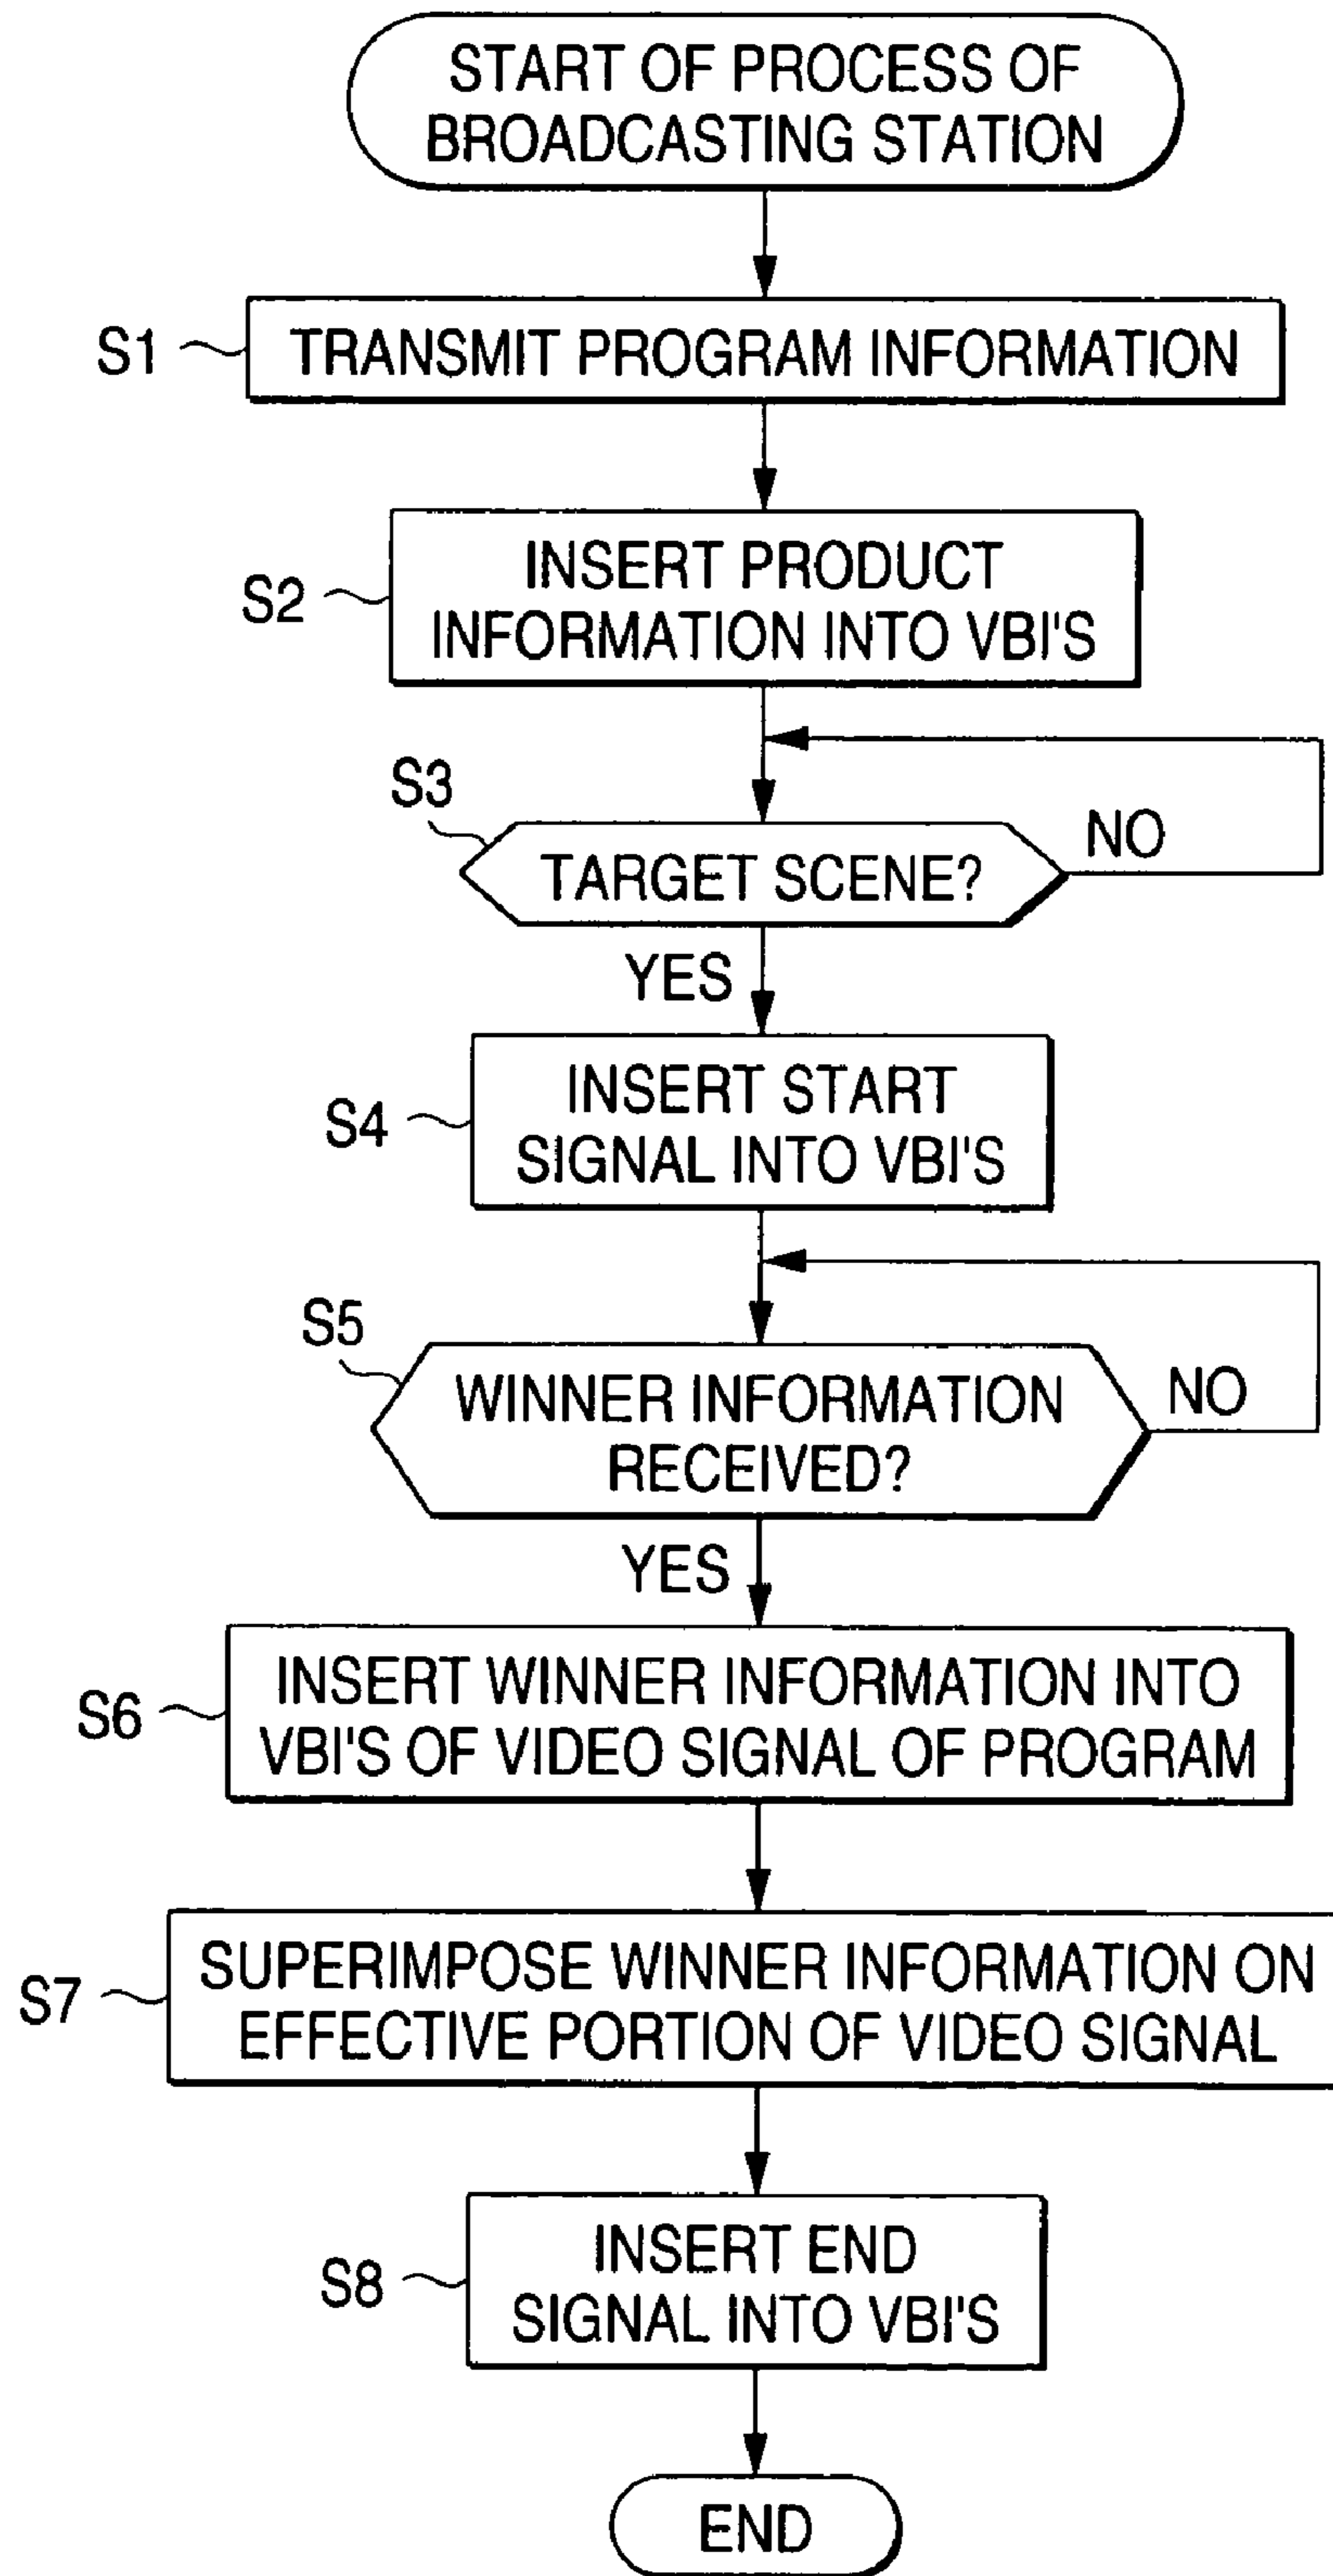 START OF PROCESS OF
BROADCASTING STATION
S1
TRANSMIT PROGRAM INFORMATION
S2
INSERT PRODUCT
INFORMATION INTO VBI'S
S3
TARGET SCENE?
NO
YES
S4
INSERT START
SIGNAL INTO VBI'S
S5
WINNER INFORMATION
RECEIVED?
NO
YES
S6
INSERT WINNER INFORMATION INTO
VBI'S OF VIDEO SIGNAL OF PROGRAM
S7
SUPERIMPOSE WINNER INFORMATION ON
EFFECTIVE PORTION OF VIDEO SIGNAL
S8
INSERT END
SIGNAL INTO VBI'S
END